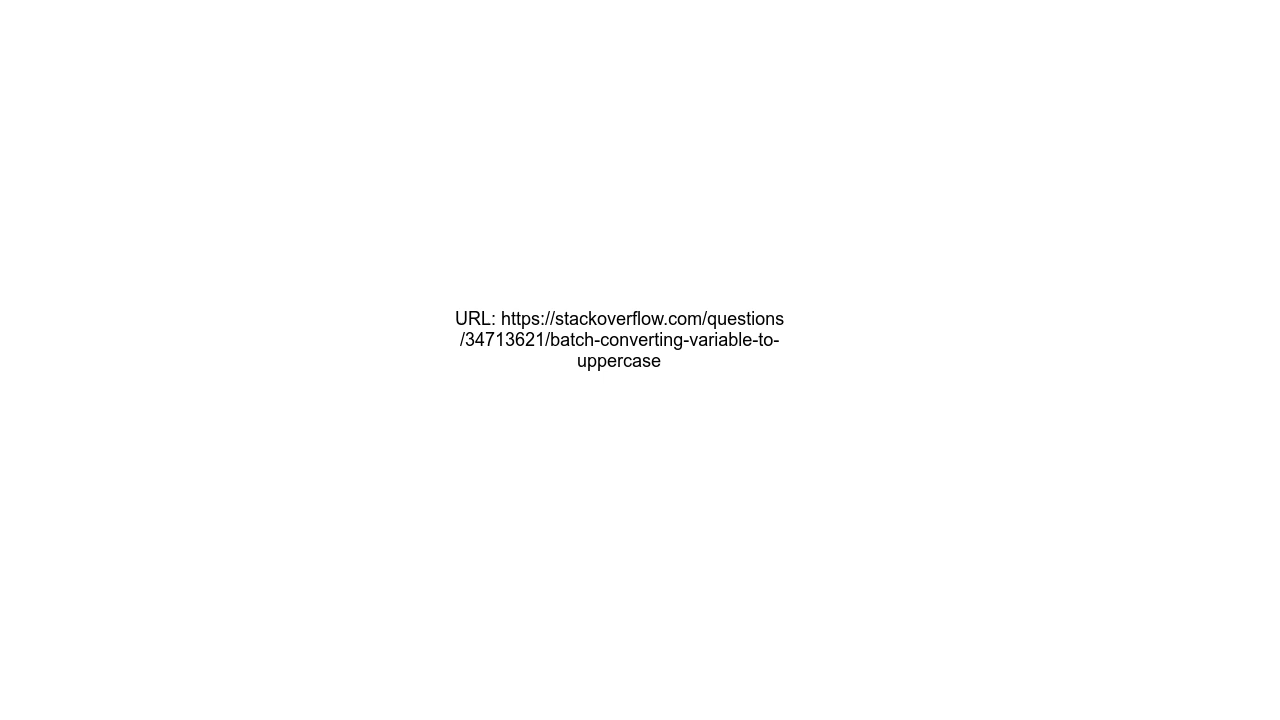 URL: https://stackoverflow.com/questions
/34713621/batch-converting-variable-to-
uppercase